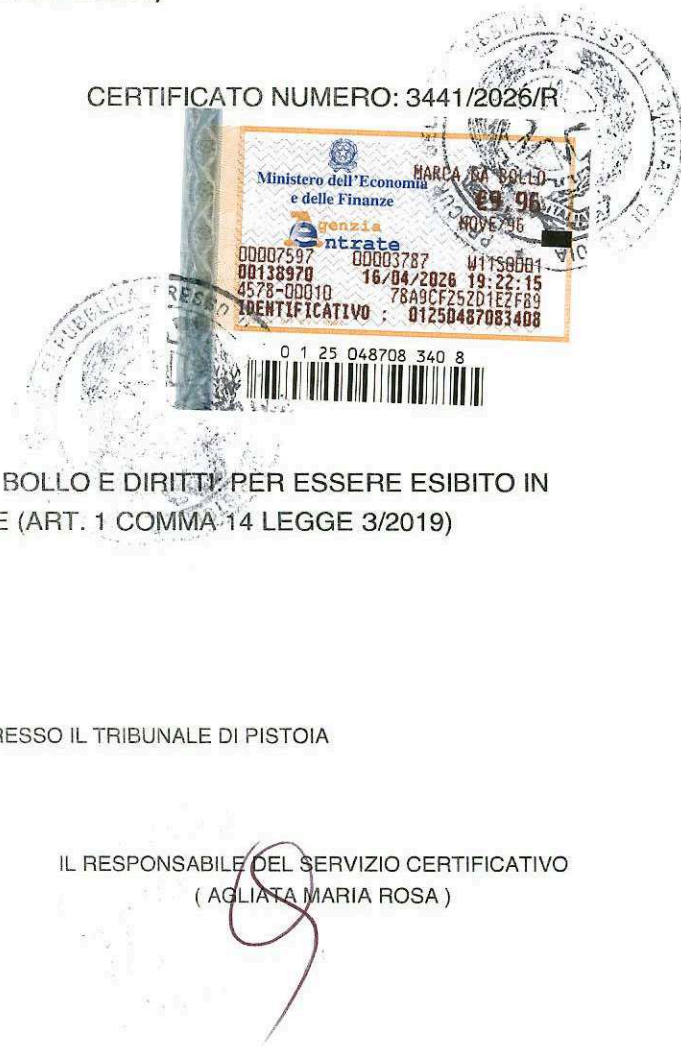 CERTIFICATO NUMERO: 3441/2026/R
Ministero dell'Economia
e delle Finanze
MARCA DA BOLLO
€9,96
NOVE/96
Agenzia
Entrate
00007597 00003787 W11S8001
00138970 16/04/2026 19:22:15
4578-00010 78A9CF252D1E2F89
IDENTIFICATIVO : 01250487083408
0 1 25 048708 340 8
BOLLO E DIRITTI: PER ESSERE ESIBITO IN
E (ART. 1 COMMA 14 LEGGE 3/2019)
RESSO IL TRIBUNALE DI PISTOIA
IL RESPONSABILE DEL SERVIZIO CERTIFICATIVO
( AGLIATA MARIA ROSA )